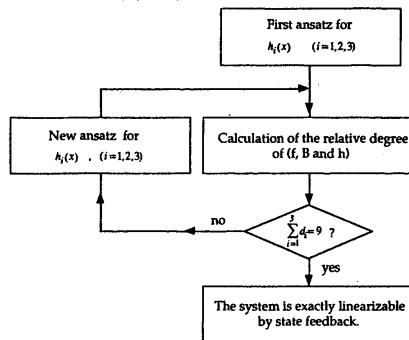 First ansatz for
h_i(x) (i=1,2,3)
New ansatz for
h_i(x) , (i=1,2,3)
Calculation of the relative degree
of (f, B and h)
no
3
∑ d_i=9 ?
i=1
yes
The system is exactly linearizable
by state feedback.